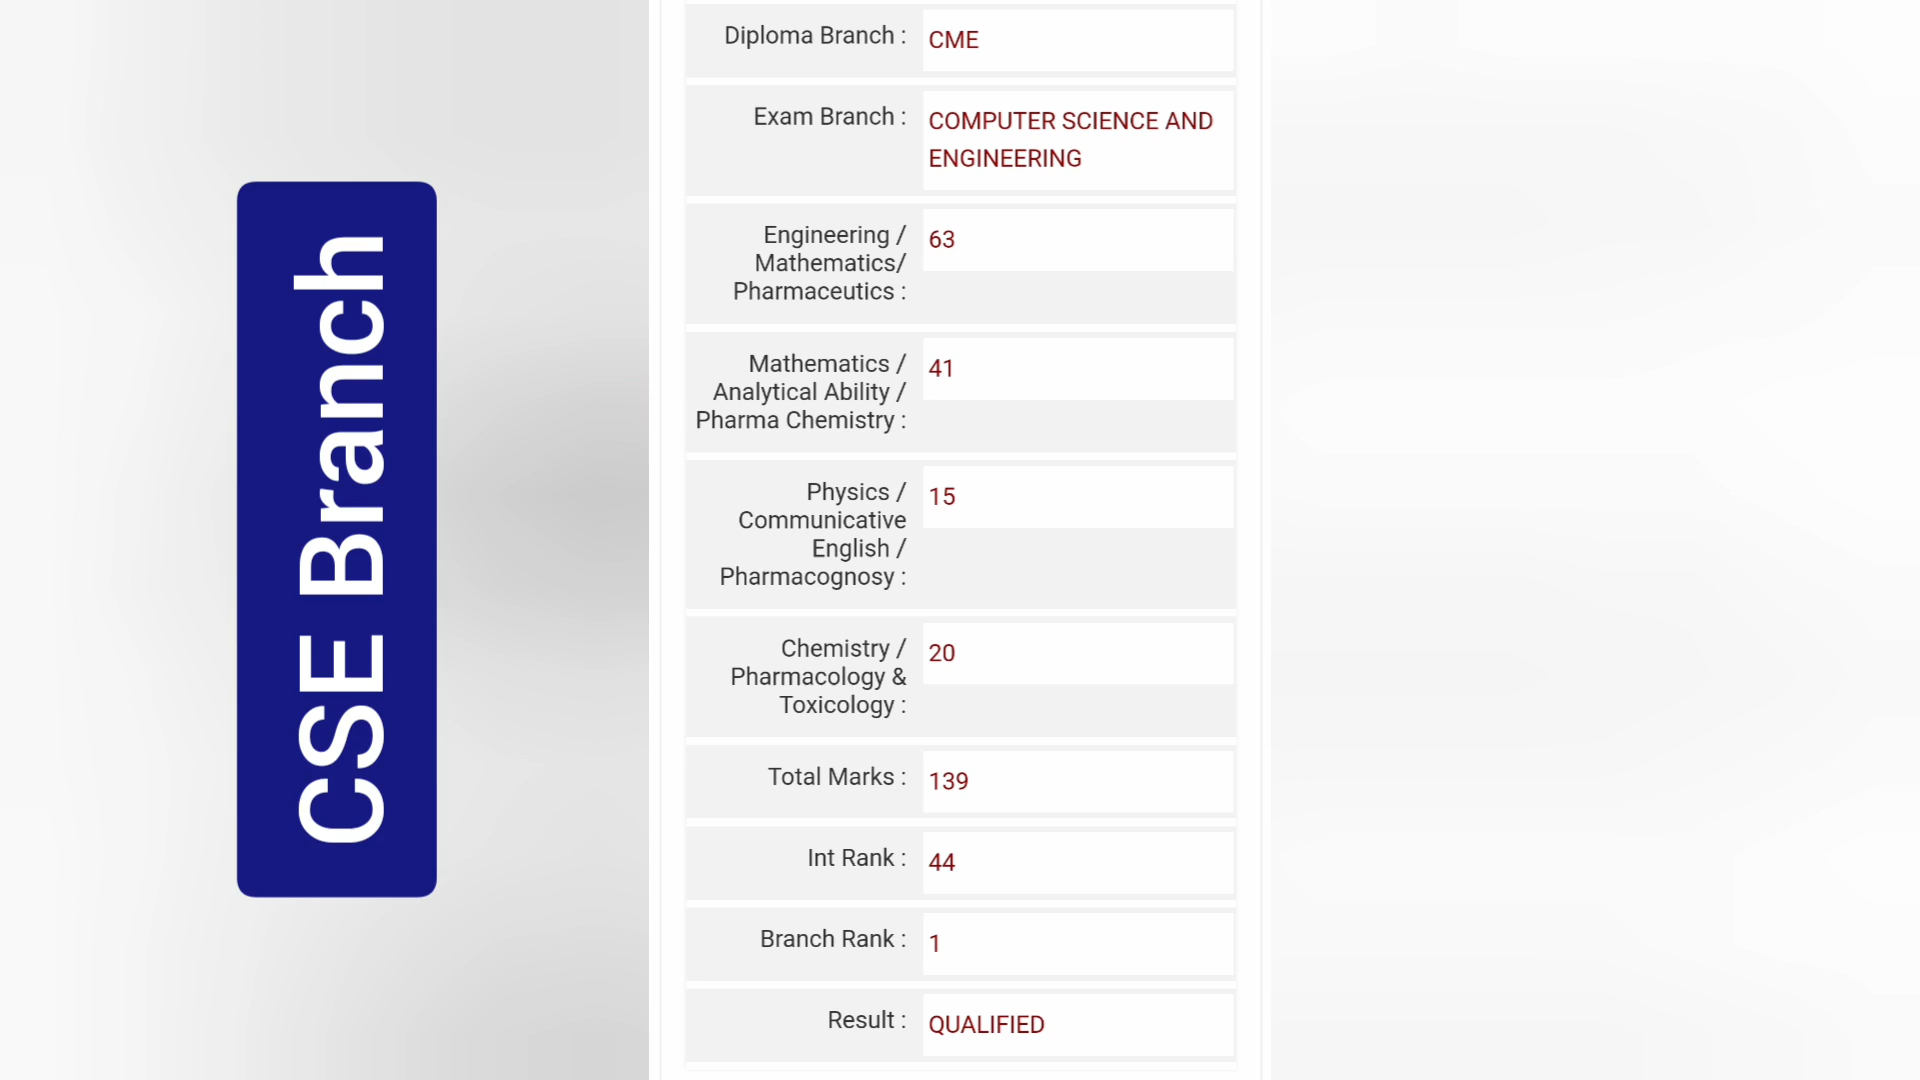 CSE Branch
Diploma Branch : CME
Exam Branch : COMPUTER SCIENCE AND
ENGINEERING
Engineering / 63
Mathematics/
Pharmaceutics :
Mathematics / 41
Analytical Ability /
Pharma Chemistry :
Physics / 15
Communicative
English /
Pharmacognosy :
Chemistry / 20
Pharmacology &
Toxicology :
Total Marks : 139
Int Rank : 44
Branch Rank : 1
Result : QUALIFIED